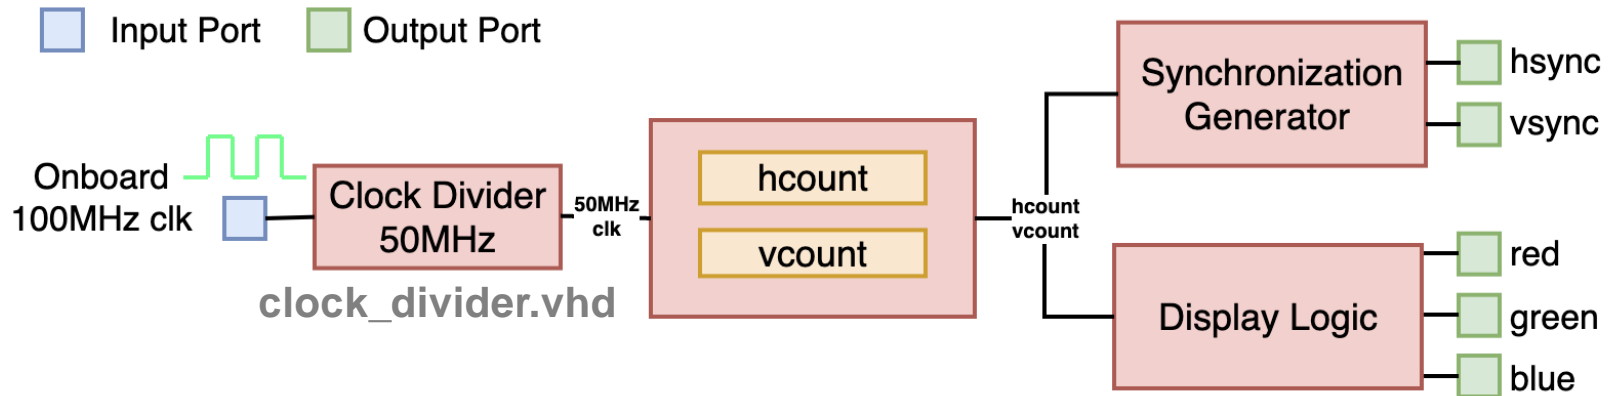 Input Port
Output Port
Onboard
100MHz clk
Clock Divider
50MHz
clock_divider.vhd
50MHz
clk
hcount
vcount
hcount
vcount
Synchronization
Generator
hsync
vsync
Display Logic
red
green
blue